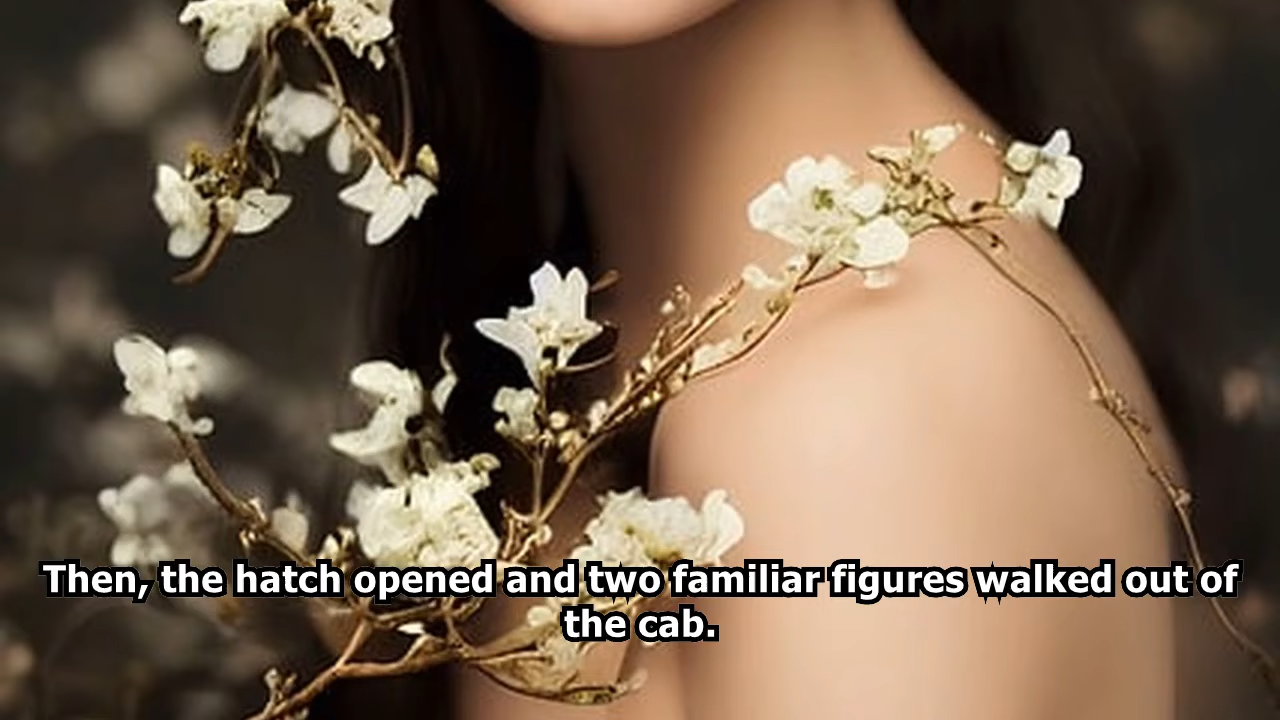 Then, the hatch opened and two familiar figures walked out of
the cab.